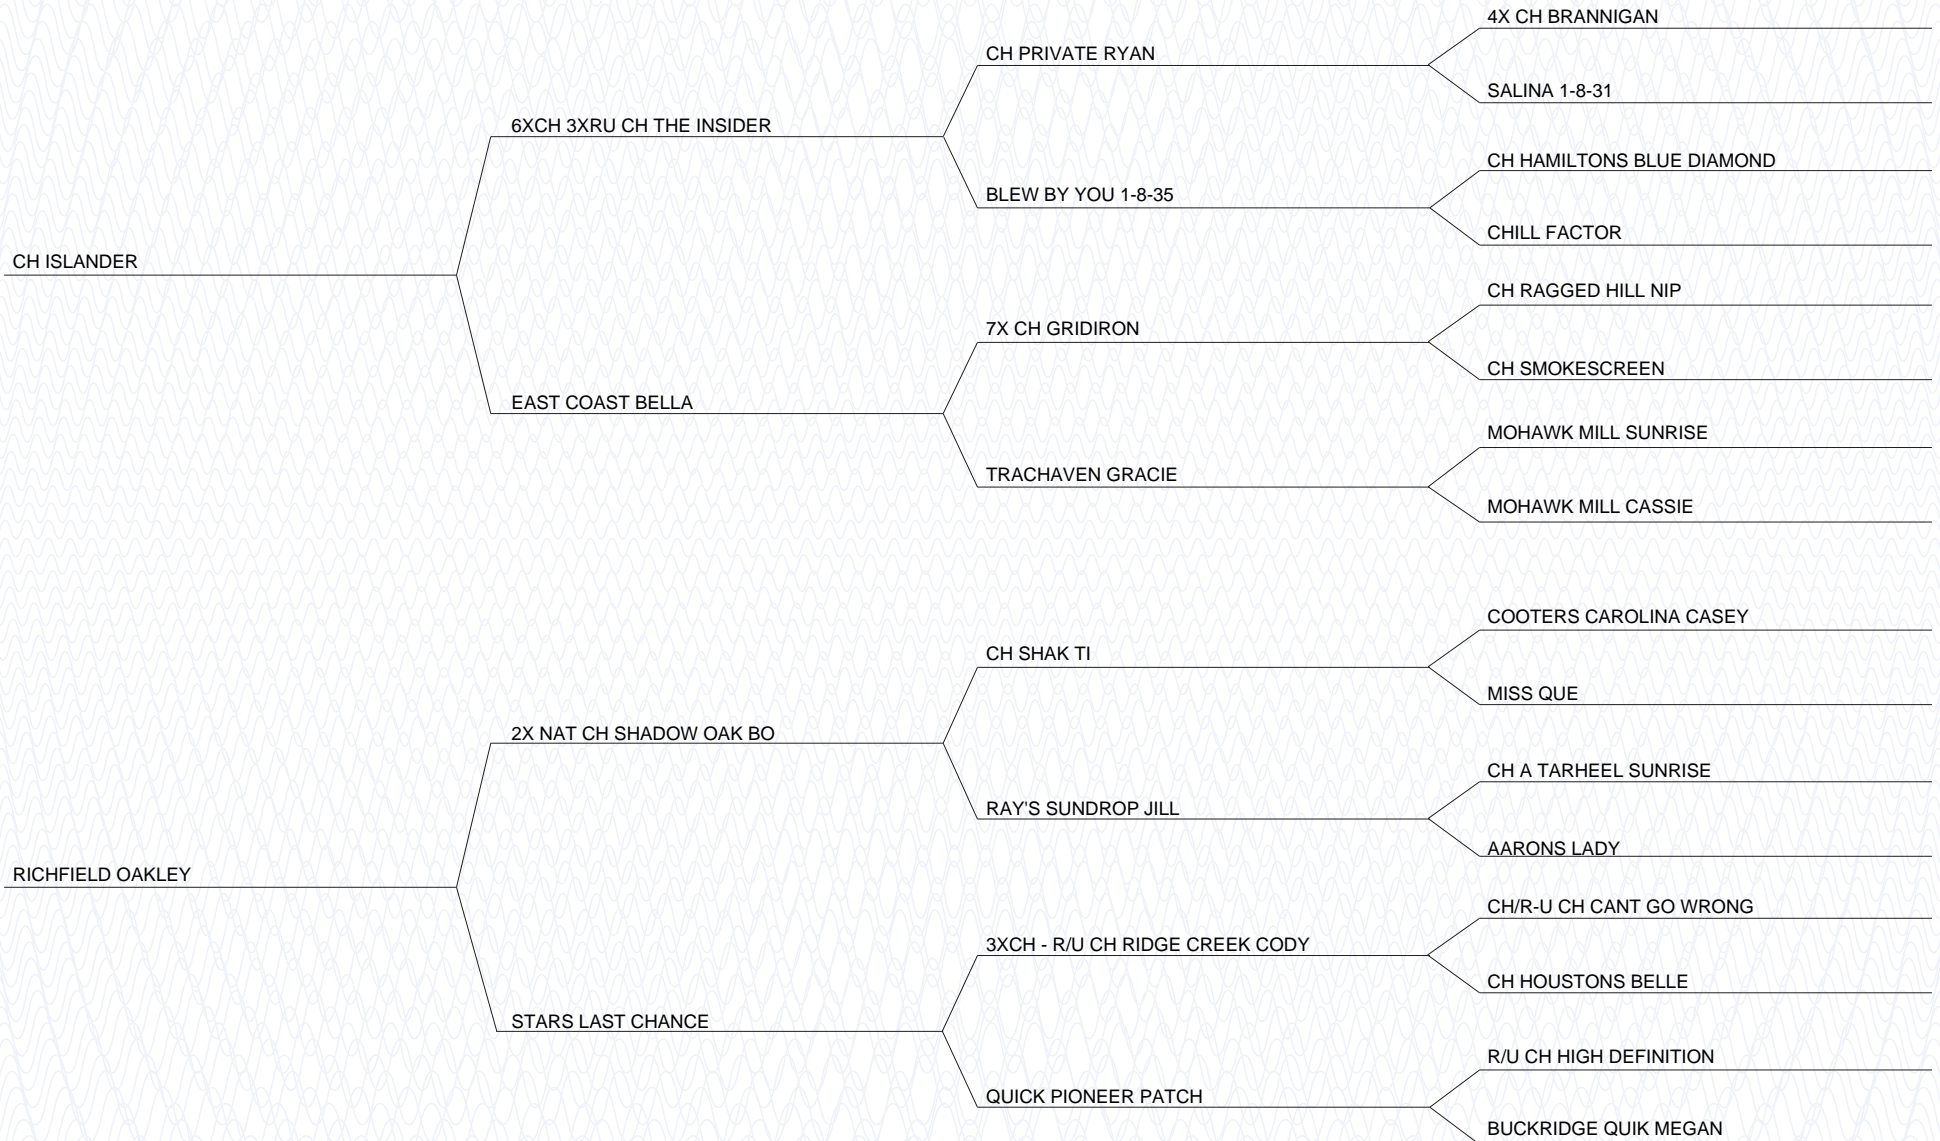 4X CH BRANNIGAN
CH PRIVATE RYAN
SALINA 1-8-31
6XCH 3XRU CH THE INSIDER
CH HAMILTONS BLUE DIAMOND
BLEW BY YOU 1-8-35
CHILL FACTOR
CH ISLANDER
CH RAGGED HILL NIP
7X CH GRIDIRON
CH SMOKESCREEN
EAST COAST BELLA
MOHAWK MILL SUNRISE
TRACHAVEN GRACIE
MOHAWK MILL CASSIE
COOTERS CAROLINA CASEY
CH SHAK TI
MISS QUE
2X NAT CH SHADOW OAK BO
CH A TARHEEL SUNRISE
RAY'S SUNDROP JILL
AARONS LADY
RICHFIELD OAKLEY
CH/R-U CH CANT GO WRONG
3XCH - R/U CH RIDGE CREEK CODY
CH HOUSTONS BELLE
STARS LAST CHANCE
R/U CH HIGH DEFINITION
QUICK PIONEER PATCH
BUCKRIDGE QUIK MEGAN